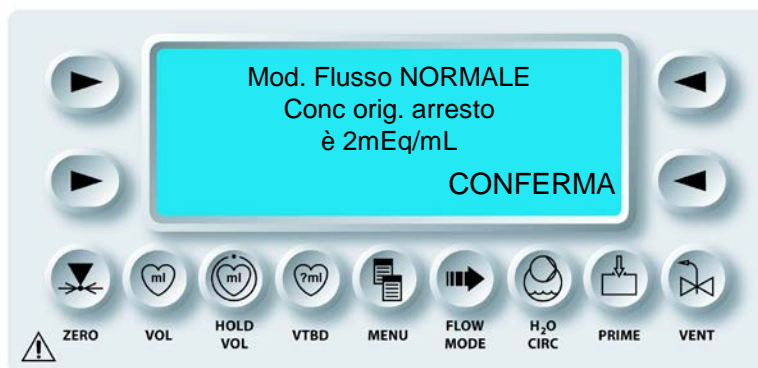 Mod. Flusso NORMALE
Conc orig. arresto
è 2mEq/mL
CONFERMA
ml
ml
?ml
ZERO
VOL
HOLD
VOL
VTBD
MENU
FLOW
MODE
H₂O
CIRC
PRIME
VENT